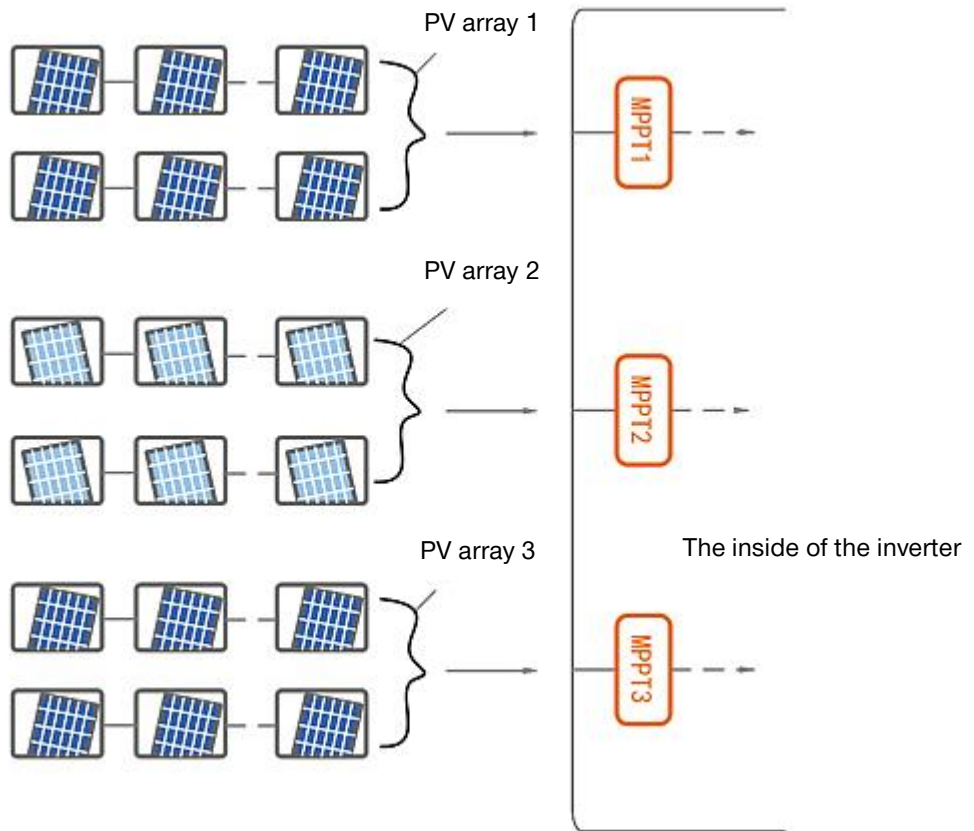 PV array 1
MPPT1
PV array 2
MPPT2
PV array 3
The inside of the inverter
MPPT3